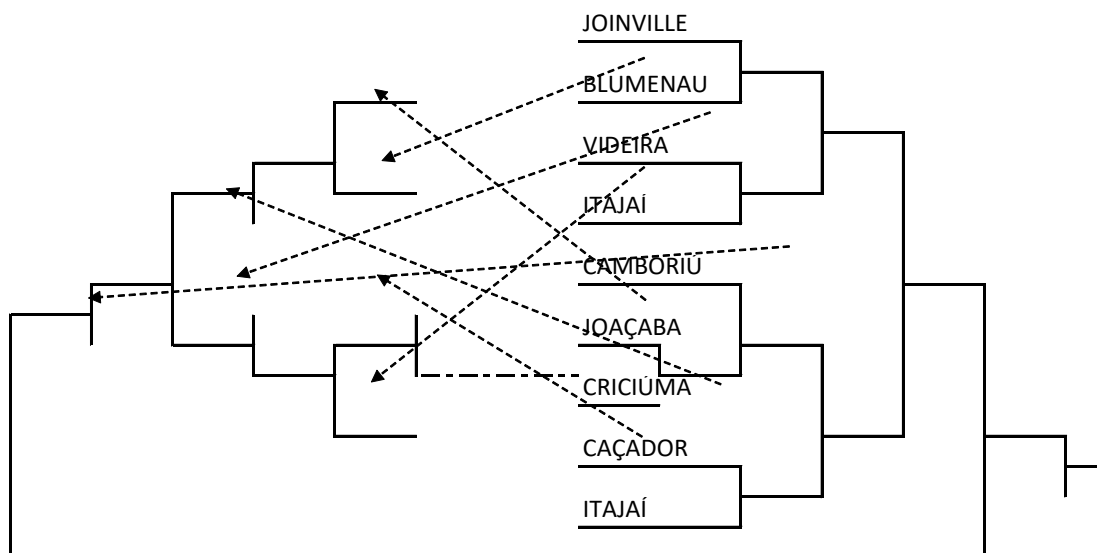 JOINVILLE
BLUMENAU
VIDEIRA
ITAJAÍ
CAMBORIÚ
JOAÇABA
CRICIÚMA
CAÇADOR
ITAJAÍ